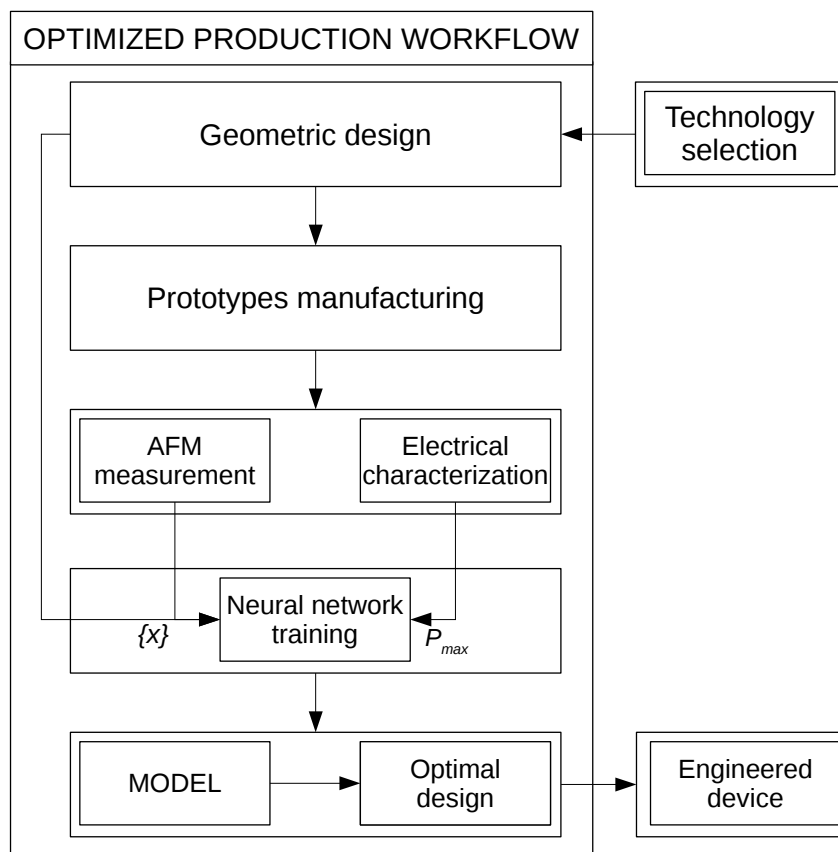 OPTIMIZED PRODUCTION WORKFLOW
Geometric design
Technology
selection
Prototypes manufacturing
AFM
measurement
Electrical
characterization
Neural network
training
{x}
P_max
MODEL
Optimal
design
Engineered
device